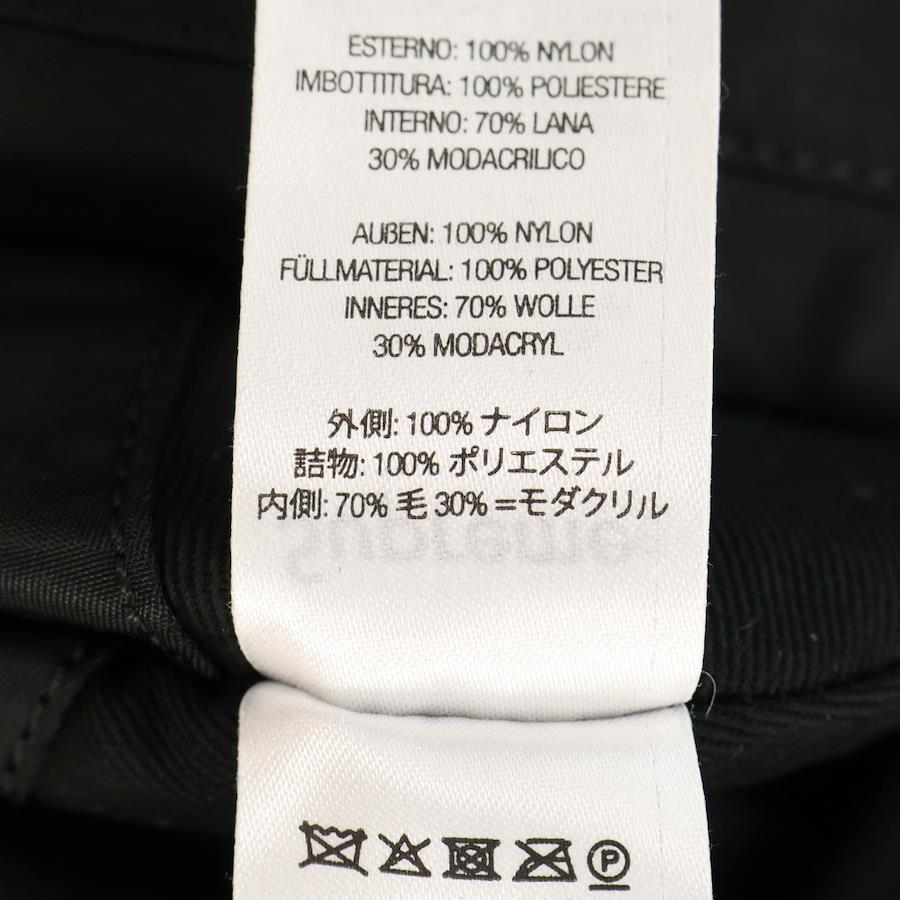 ESTERNO: 100% NYLON
IMBOTTITURA: 100% POLIESTERE
INTERNO: 70% LANA
30% MODACRILICO
AUßEN: 100% NYLON
FÜLLMATERIAL: 100% POLYESTER
INNERES: 70% WOLLE
30% MODACRYL
外側: 100% ナイロン
詰物: 100% ポリエステル
内側: 70% 毛 30% =モダクリル
Supreme
P